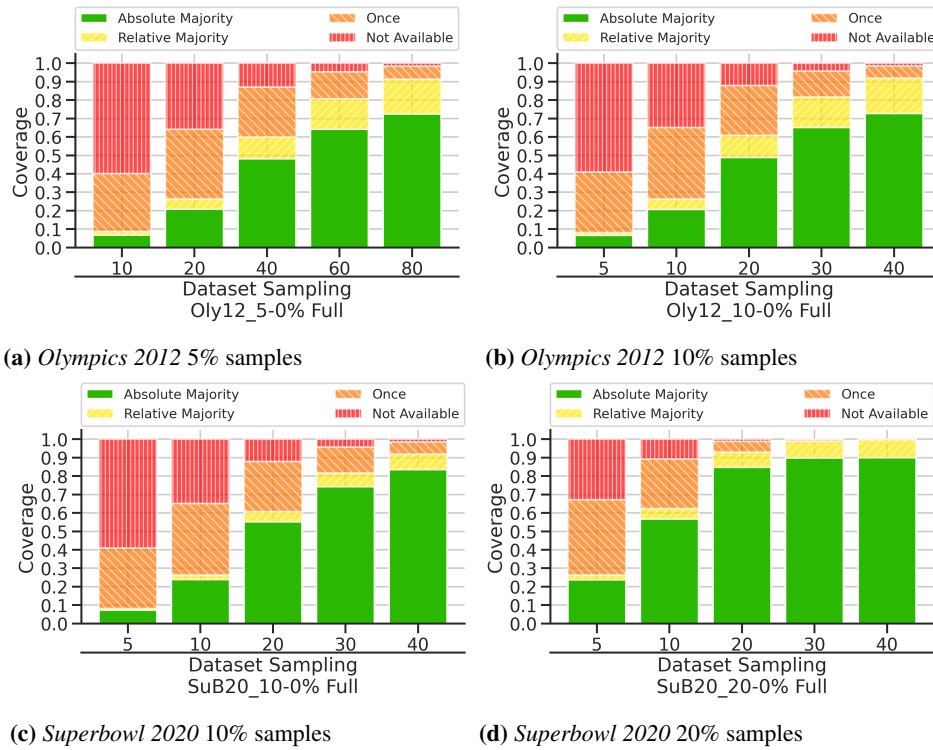 Absolute Majority Once
Relative Majority Not Available
1.0
0.9
0.8
0.7
0.6
0.5
0.4
0.3
0.2
0.1
0.0
Coverage
10 20 40 60 80
Dataset Sampling
Oly12_5-0% Full
(a) Olympics 2012 5% samples
Absolute Majority Once
Relative Majority Not Available
1.0
0.9
0.8
0.7
0.6
0.5
0.4
0.3
0.2
0.1
0.0
Coverage
5 10 20 30 40
Dataset Sampling
Oly12_10-0% Full
(b) Olympics 2012 10% samples
Absolute Majority Once
Relative Majority Not Available
1.0
0.9
0.8
0.7
0.6
0.5
0.4
0.3
0.2
0.1
0.0
Coverage
5 10 20 30 40
Dataset Sampling
SuB20_10-0% Full
(c) Superbowl 2020 10% samples
Absolute Majority Once
Relative Majority Not Available
1.0
0.9
0.8
0.7
0.6
0.5
0.4
0.3
0.2
0.1
0.0
Coverage
5 10 20 30 40
Dataset Sampling
SuB20_20-0% Full
(d) Superbowl 2020 20% samples